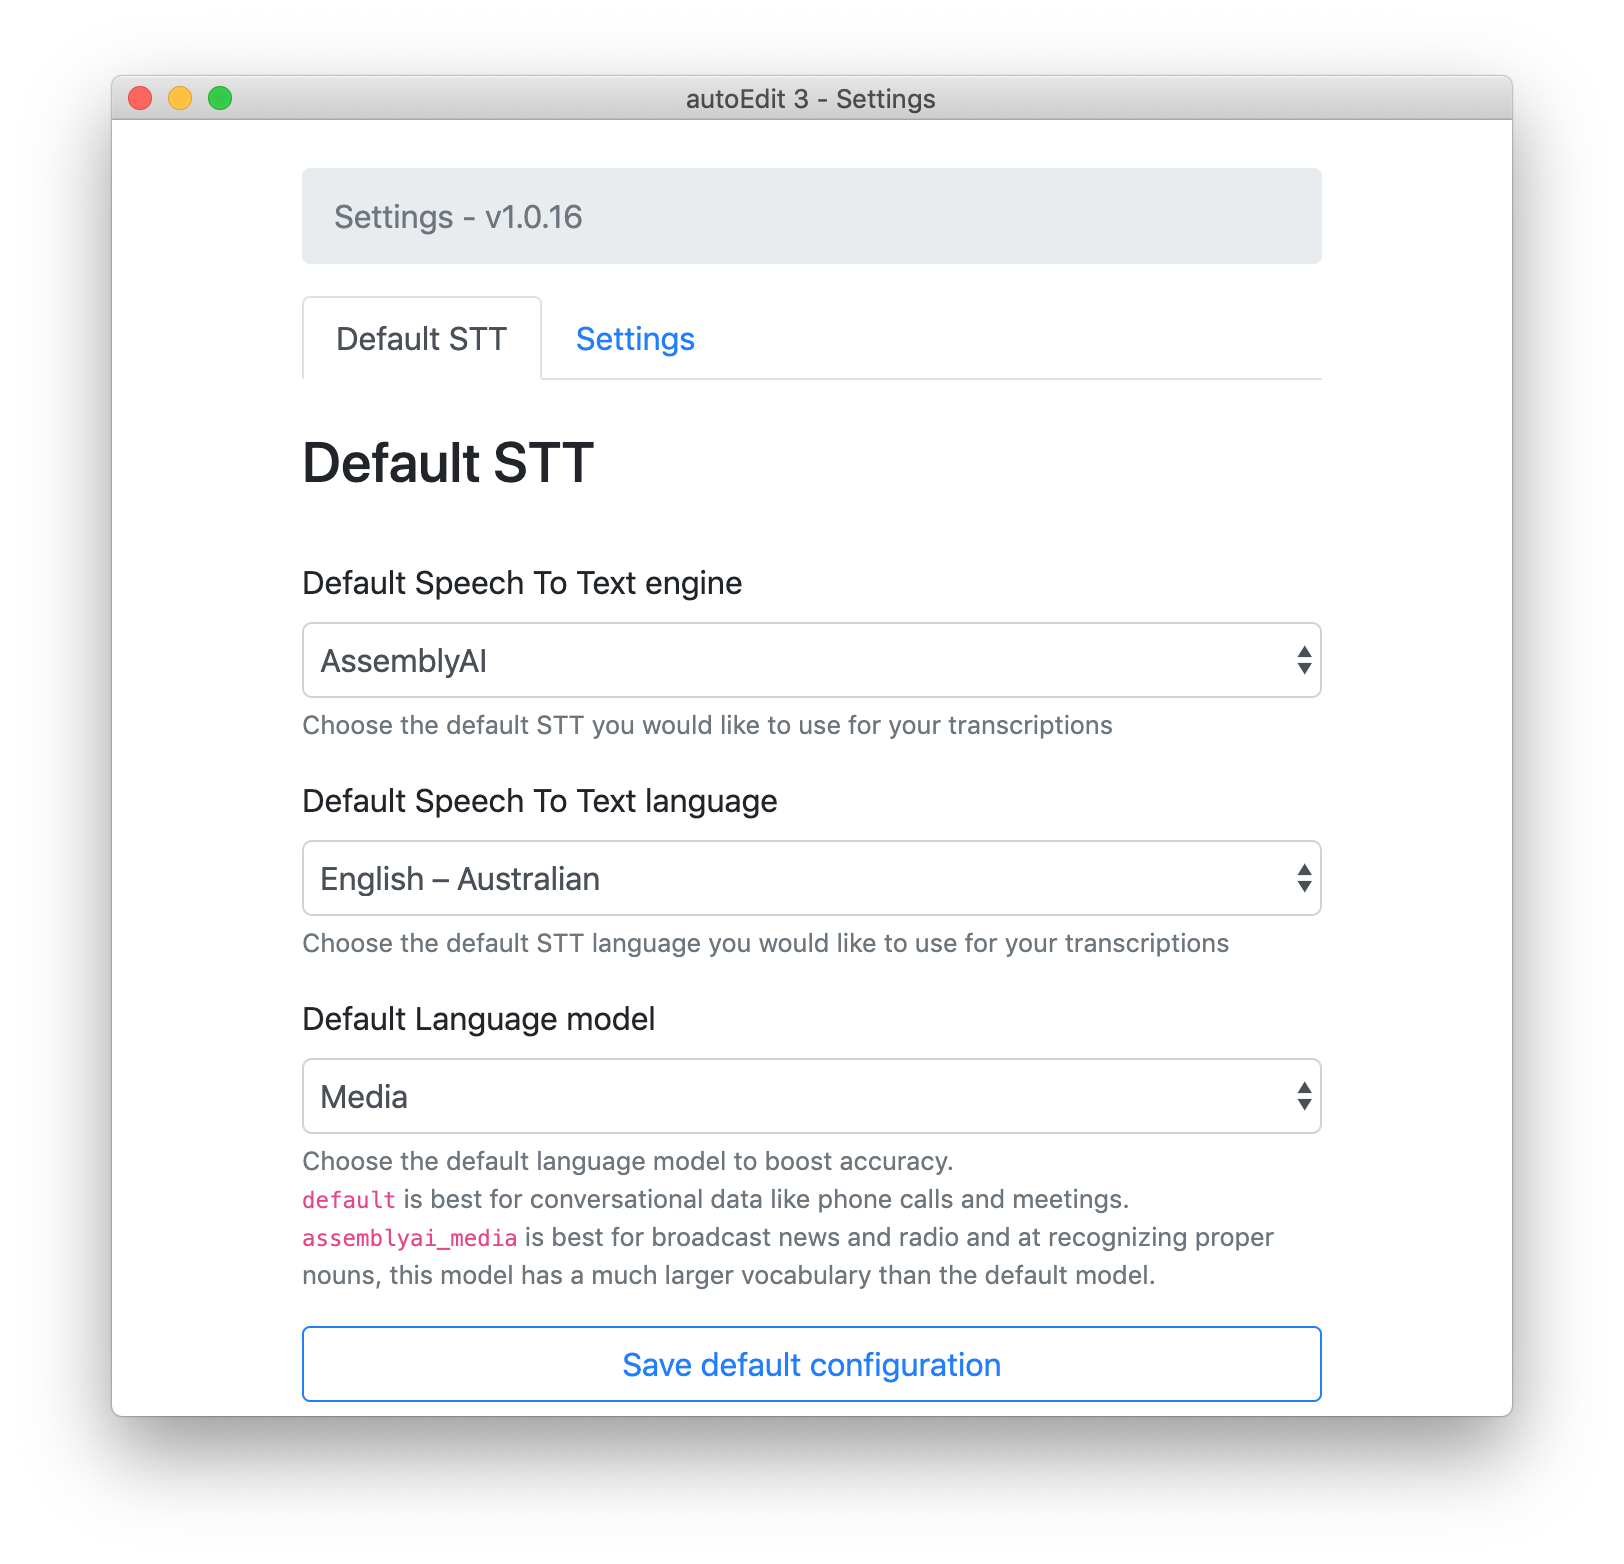 autoEdit 3 - Settings
Settings - v1.0.16
Default STT
Settings
Default STT
Default Speech To Text engine
AssemblyAI
Choose the default STT you would like to use for your transcriptions
Default Speech To Text language
English – Australian
Choose the default STT language you would like to use for your transcriptions
Default Language model
Media
Choose the default language model to boost accuracy.
default is best for conversational data like phone calls and meetings.
assemblyai_media is best for broadcast news and radio and at recognizing proper
nouns, this model has a much larger vocabulary than the default model.
Save default configuration